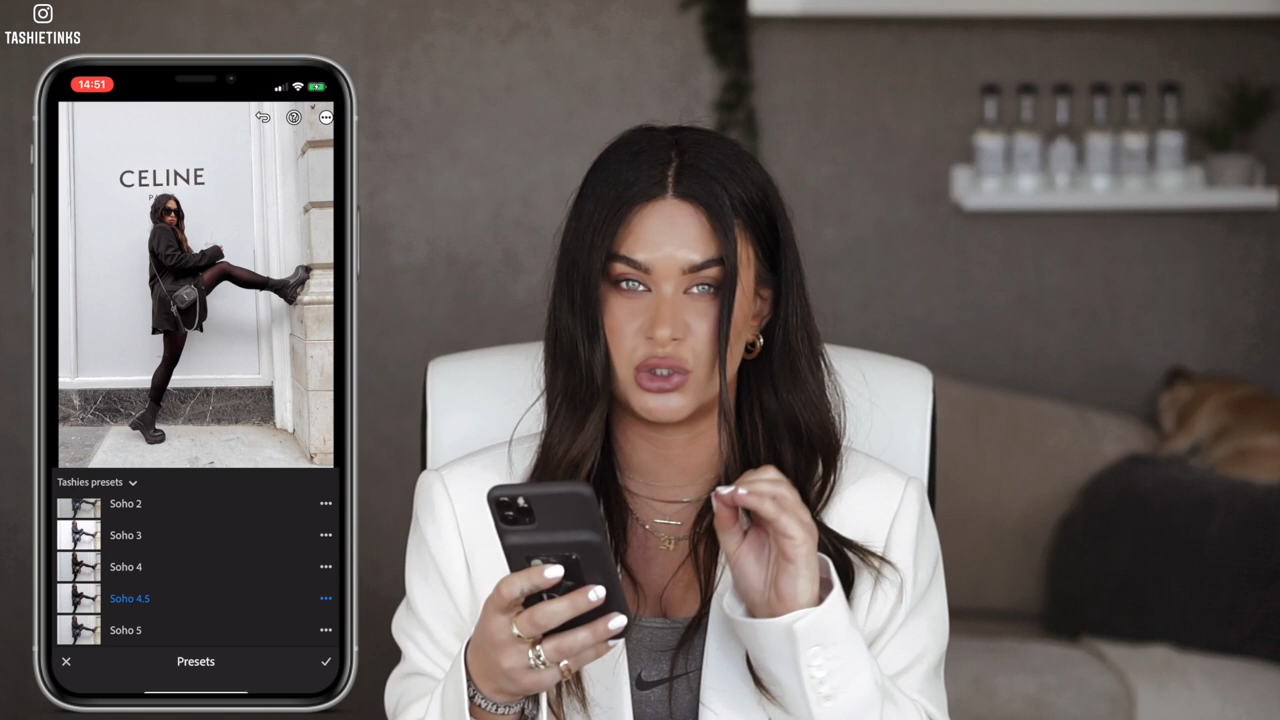 TASHIETINKS
14:51
CELINE
Tashies presets
Soho 2
Soho 3
Soho 4
Soho 4.5
Soho 5
Presets